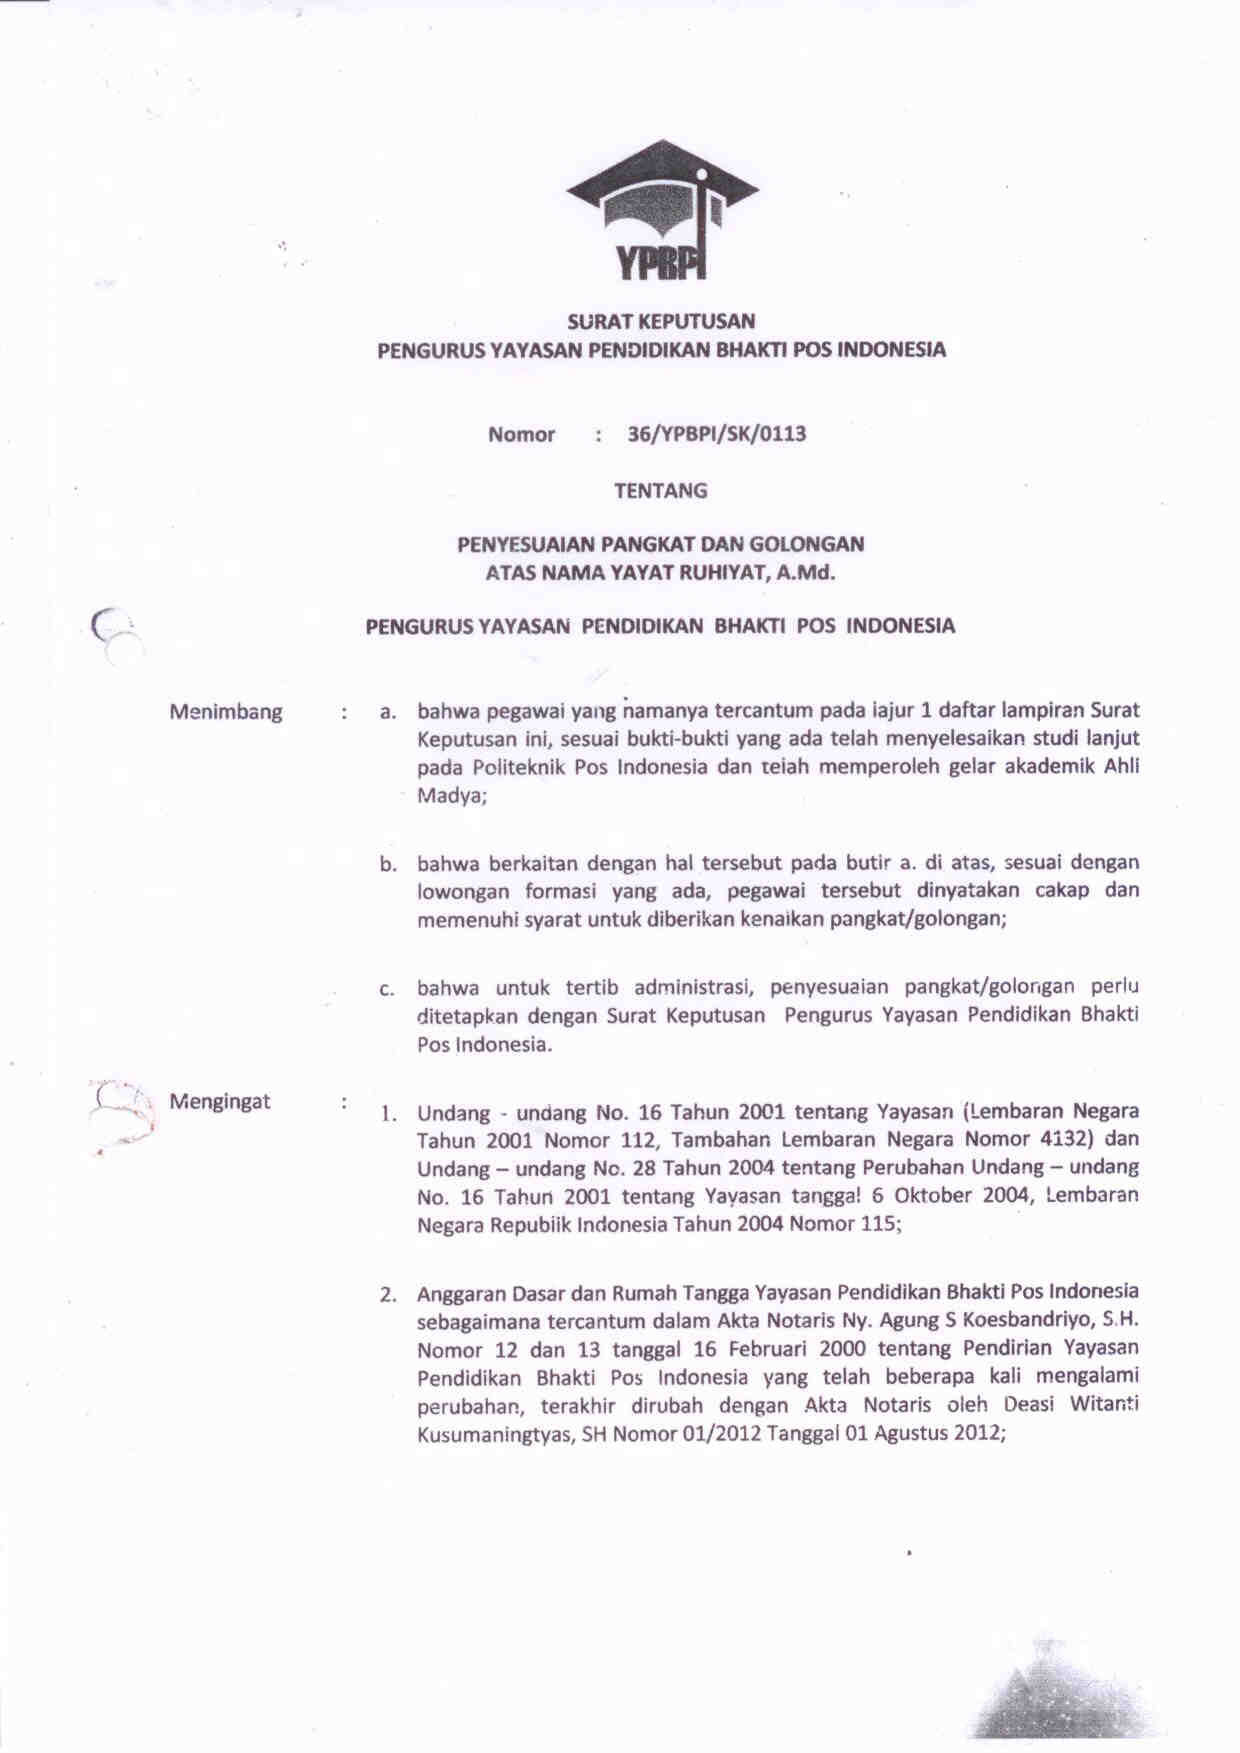 YPBPI
SURAT KEPUTUSAN
PENGURUS YAYASAN PENDIDIKAN BHAKTI POS INDONESIA
Nomor : 36/YPBPI/SK/0113
TENTANG
PENYESUAIAN PANGKAT DAN GOLONGAN
ATAS NAMA YAYAT RUHIYAT, A.Md.
PENGURUS YAYASAN PENDIDIKAN BHAKTI POS INDONESIA
Menimbang : a. bahwa pegawai yang namanya tercantum pada lajur 1 daftar lampiran Surat
Keputusan ini, sesuai bukti-bukti yang ada telah menyelesaikan studi lanjut
pada Politeknik Pos Indonesia dan telah memperoleh gelar akademik Ahli
Madya;
b. bahwa berkaitan dengan hal tersebut pada butir a. di atas, sesuai dengan
lowongan formasi yang ada, pegawai tersebut dinyatakan cakap dan
memenuhi syarat untuk diberikan kenaikan pangkat/golongan;
c. bahwa untuk tertib administrasi, penyesuaian pangkat/golongan perlu
ditetapkan dengan Surat Keputusan Pengurus Yayasan Pendidikan Bhakti
Pos Indonesia.
Mengingat : 1. Undang - undang No. 16 Tahun 2001 tentang Yayasan (Lembaran Negara
Tahun 2001 Nomor 112, Tambahan Lembaran Negara Nomor 4132) dan
Undang – undang No. 28 Tahun 2004 tentang Perubahan Undang – undang
No. 16 Tahun 2001 tentang Yayasan tanggal 6 Oktober 2004, Lembaran
Negara Republik Indonesia Tahun 2004 Nomor 115;
2. Anggaran Dasar dan Rumah Tangga Yayasan Pendidikan Bhakti Pos Indonesia
sebagaimana tercantum dalam Akta Notaris Ny. Agung S Koesbandriyo, S.H.
Nomor 12 dan 13 tanggal 16 Februari 2000 tentang Pendirian Yayasan
Pendidikan Bhakti Pos Indonesia yang telah beberapa kali mengalami
perubahan, terakhir dirubah dengan Akta Notaris oleh Deasi Witanti
Kusumaningtyas, SH Nomor 01/2012 Tanggal 01 Agustus 2012;